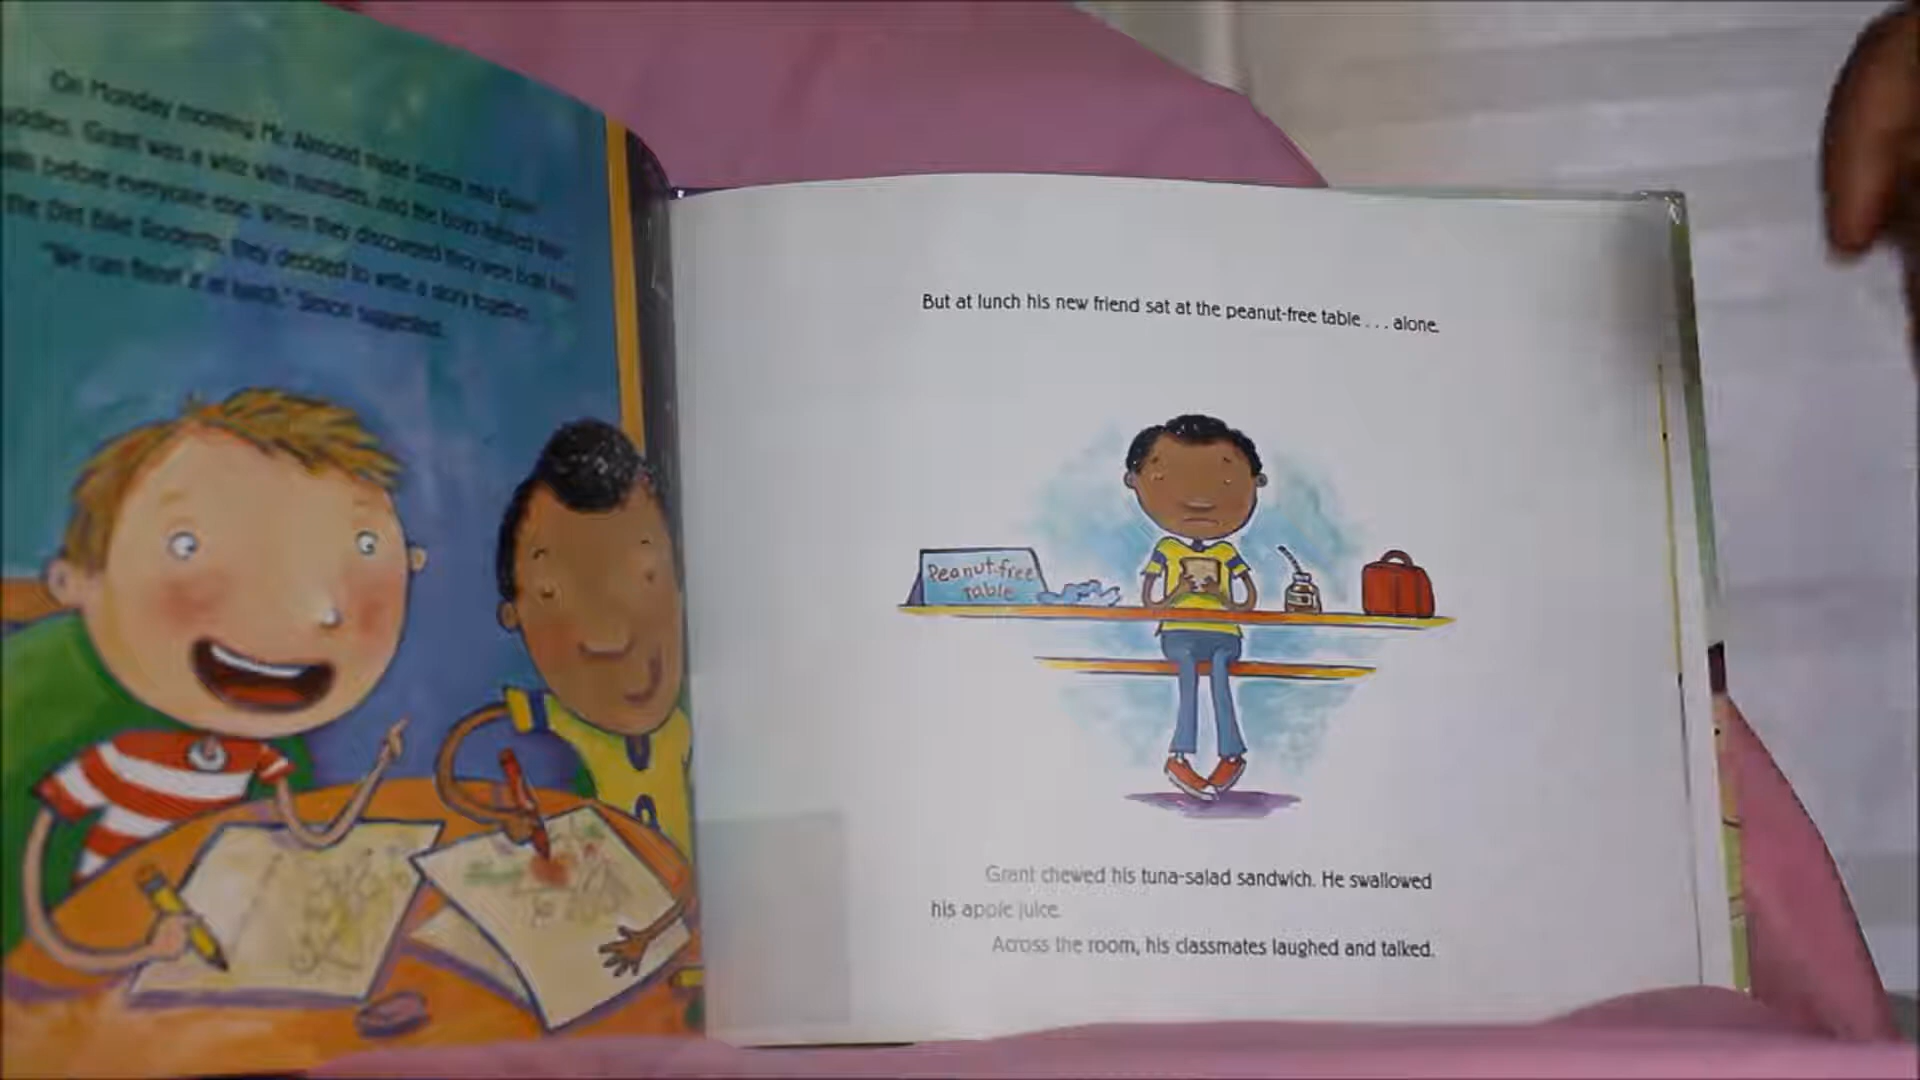 On Monday morning Mr. Almond made Simon and Grant
buddies. Grant was a whiz with numbers, and the boys finished their
before everyone else. When they discovered they were both
the Dirt Bike Rodents, they decided to write a story together.
"We can finish it at lunch." Simon suggested.
But at lunch his new friend sat at the peanut-free table . . . alone.
Peanut-free
Table
Grant chewed his tuna-salad sandwich. He swallowed
his apple juice.
Across the room, his classmates laughed and talked.